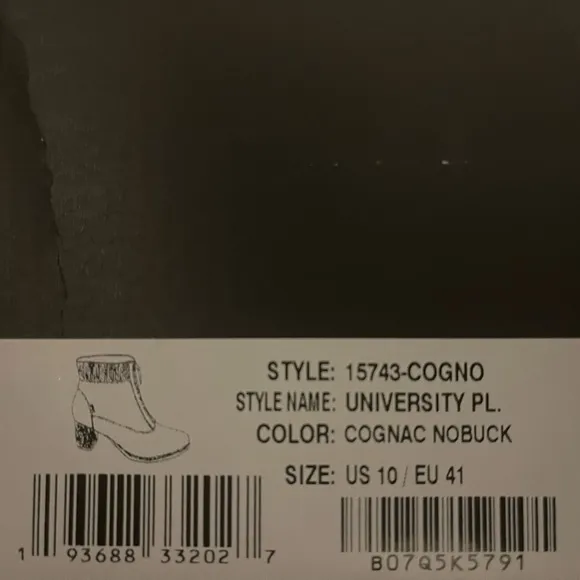 STYLE: 15743-COGNO
STYLE NAME: UNIVERSITY PL.
COLOR: COGNAC NOBUCK
SIZE: US 10 / EU 41
1 93688 33202 7
B07Q5K5791